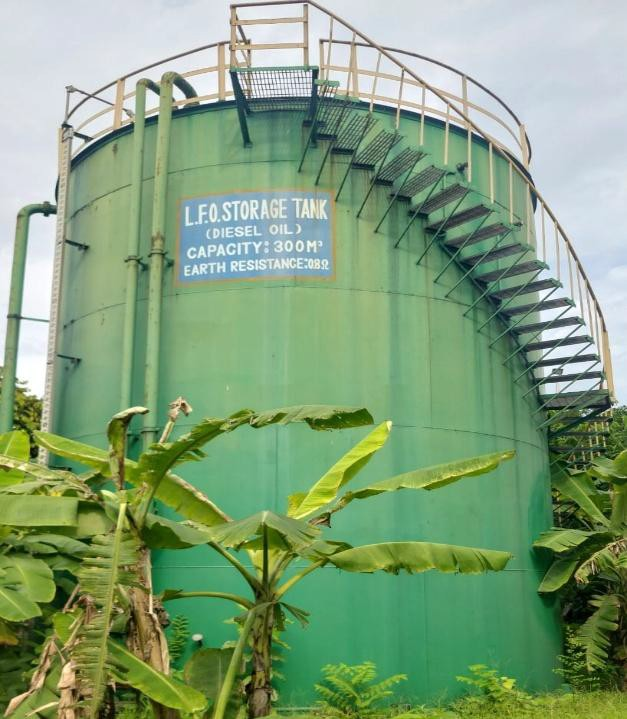 L.F.O.STORAGE TANK
(DIESEL OIL)
CAPACITY: 300M³
EARTH RESISTANCE:0.8Ω